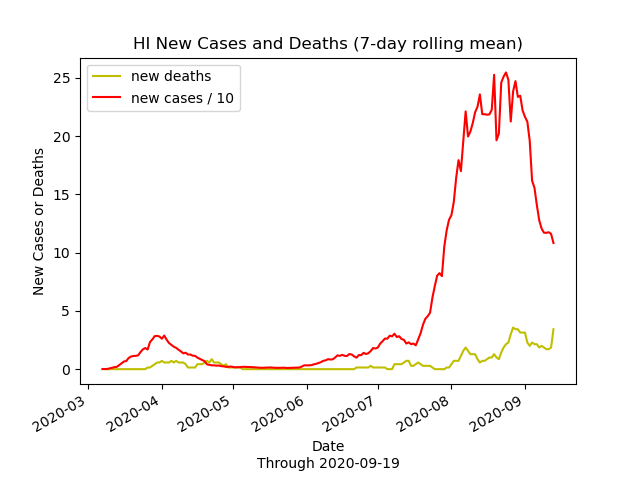 HI New Cases and Deaths (7-day rolling mean)
new deaths
new cases / 10
25
20
15
10
5
0
New Cases or Deaths
2020-03
2020-04
2020-05
2020-06
2020-07
2020-08
2020-09
Date
Through 2020-09-19